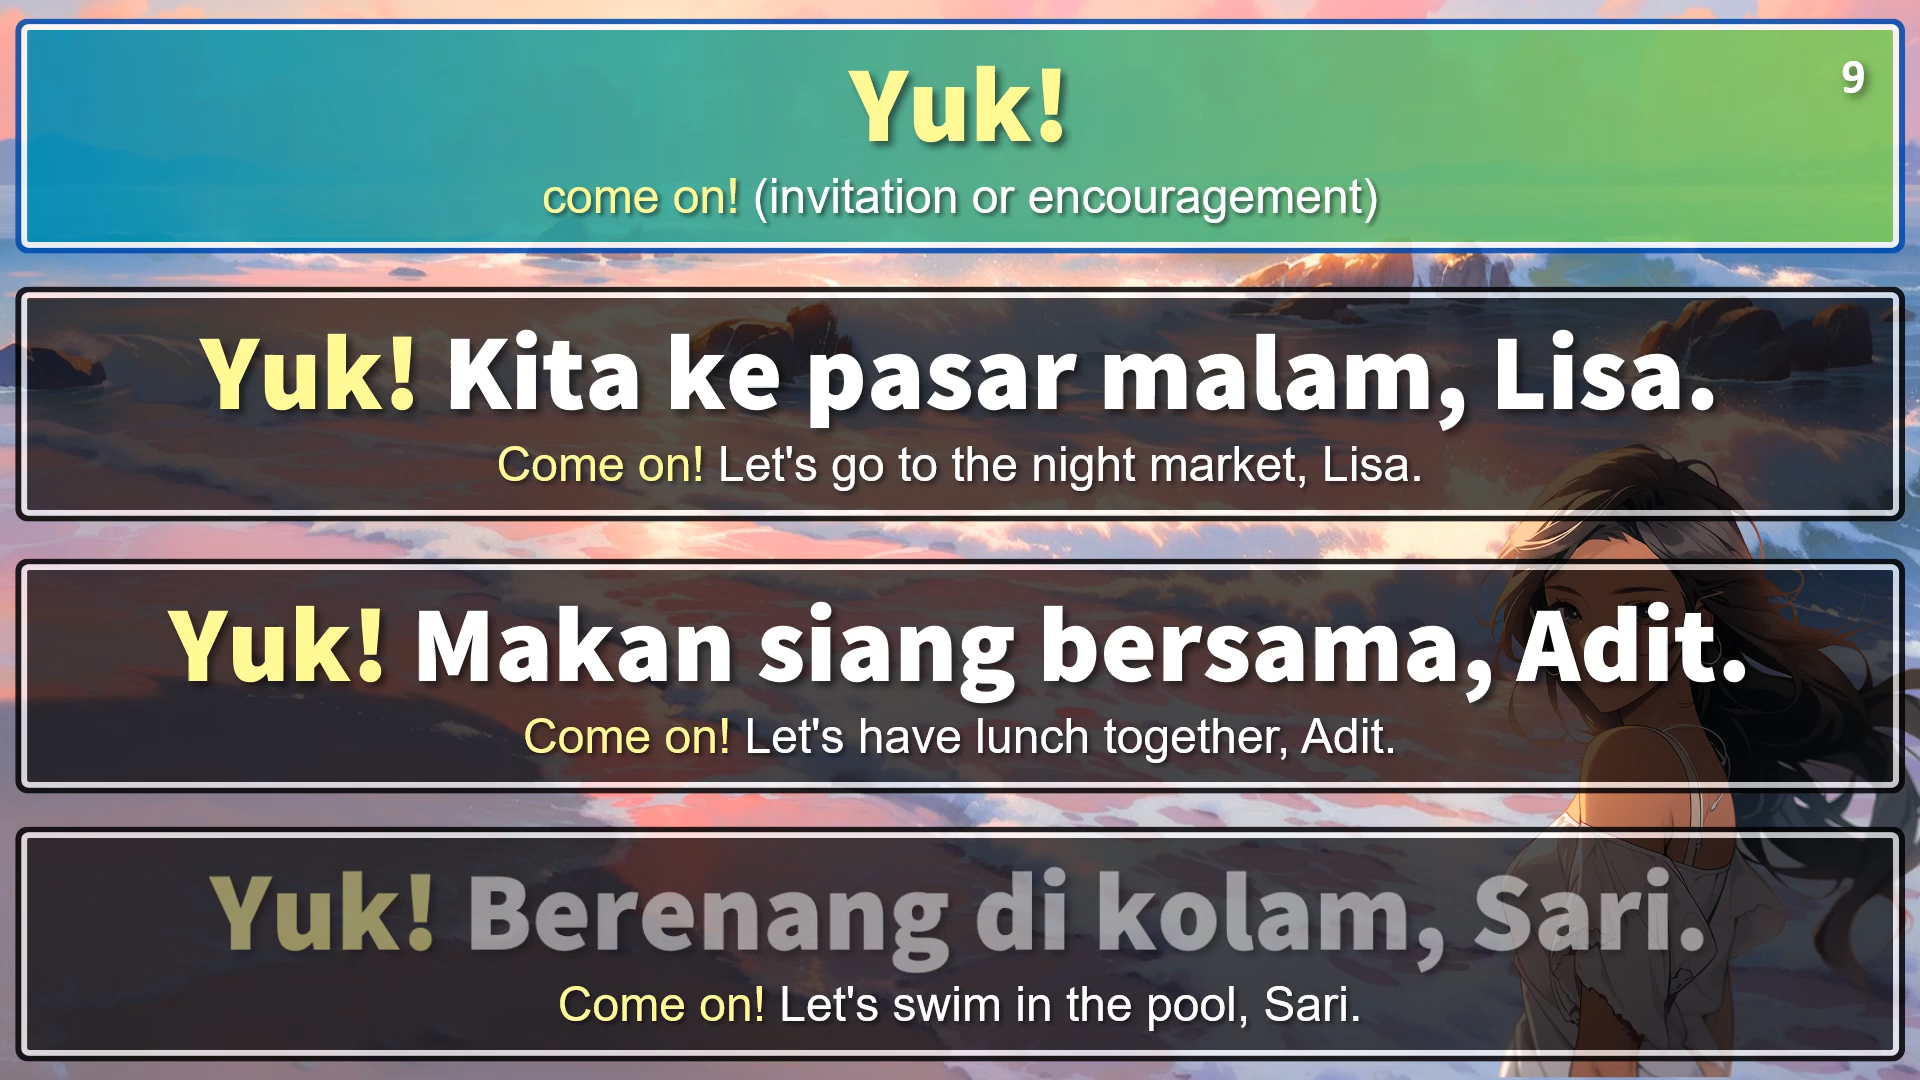 Yuk!
9
come on! (invitation or encouragement)
Yuk! Kita ke pasar malam, Lisa.
Come on! Let's go to the night market, Lisa.
Yuk! Makan siang bersama, Adit.
Come on! Let's have lunch together, Adit.
Yuk! Berenang di kolam, Sari.
Come on! Let's swim in the pool, Sari.